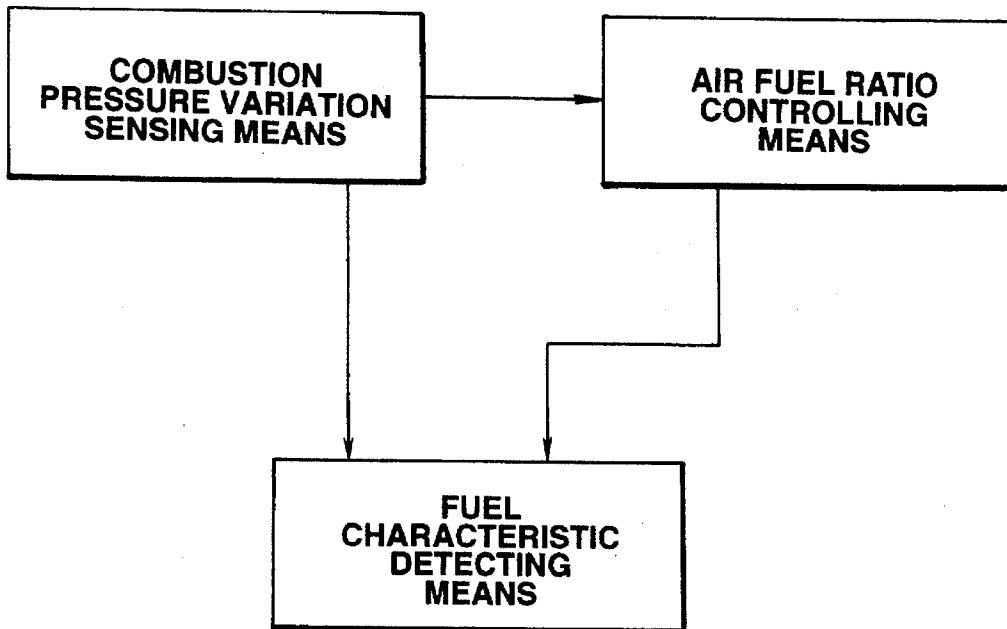 COMBUSTION
PRESSURE VARIATION
SENSING MEANS
AIR FUEL RATIO
CONTROLLING
MEANS
FUEL
CHARACTERISTIC
DETECTING
MEANS